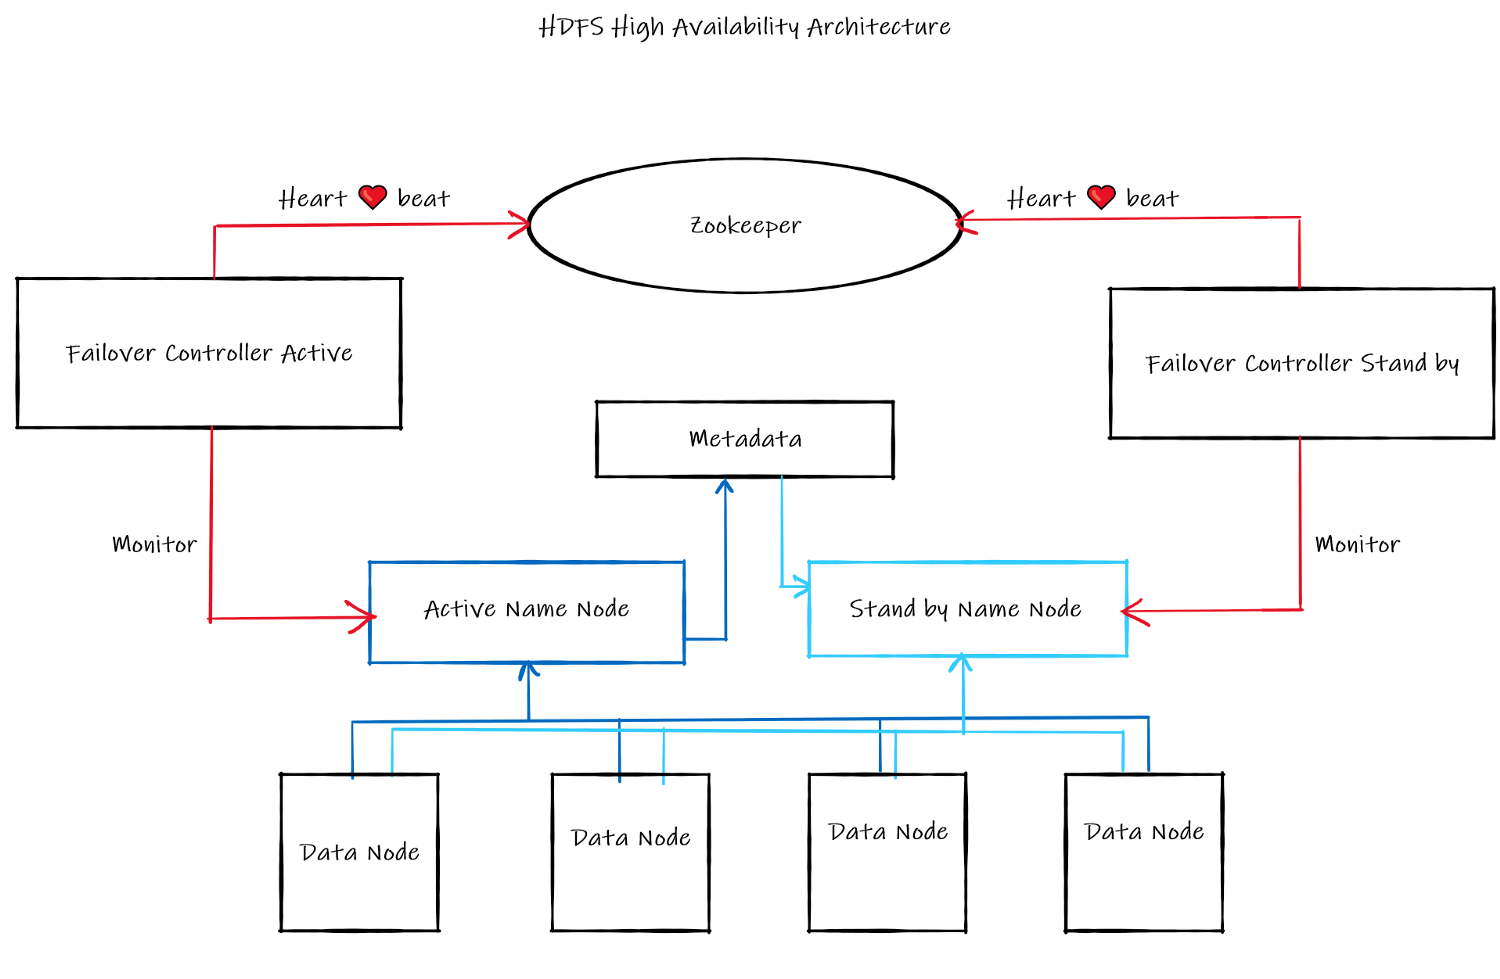 HDFS High Availability Architecture
Heart ❤ beat
Heart ❤ beat
Zookeeper
Failover Controller Active
Failover Controller Stand by
Metadata
Monitor
Monitor
Active Name Node
Stand by Name Node
Data Node
Data Node
Data Node
Data Node